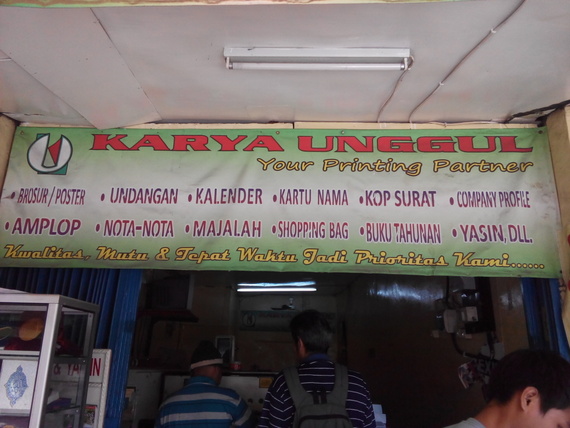 KARYA UNGGUL
Your Printing Partner
• BROSUR / POSTER • UNDANGAN • KALENDER • KARTU NAMA • KOP SURAT • COMPANY PROFILE
• AMPLOP • NOTA-NOTA • MAJALAH • SHOPPING BAG • BUKU TAHUNAN • YASIN, DLL.
Kwalitas, Mutu & Tepat Waktu Jadi Prioritas Kami......
& YASIN